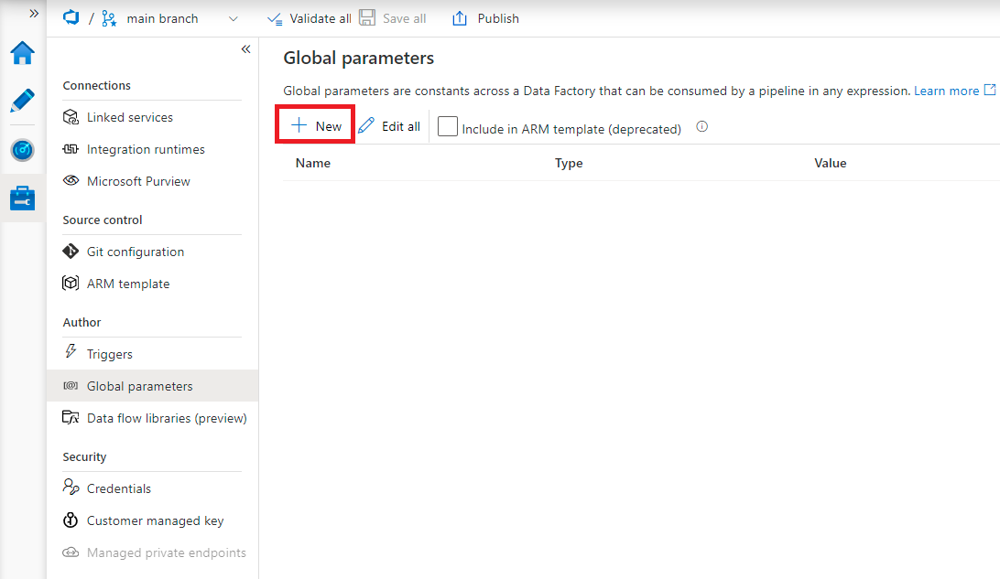 » / main branch Validate all Save all Publish
«
Connections
Linked services
Integration runtimes
Microsoft Purview
Source control
Git configuration
ARM template
Author
Triggers
Global parameters
Data flow libraries (preview)
Security
Credentials
Customer managed key
Managed private endpoints
Global parameters
Global parameters are constants across a Data Factory that can be consumed by a pipeline in any expression. Learn more
New Edit all Include in ARM template (deprecated)
Name Type Value